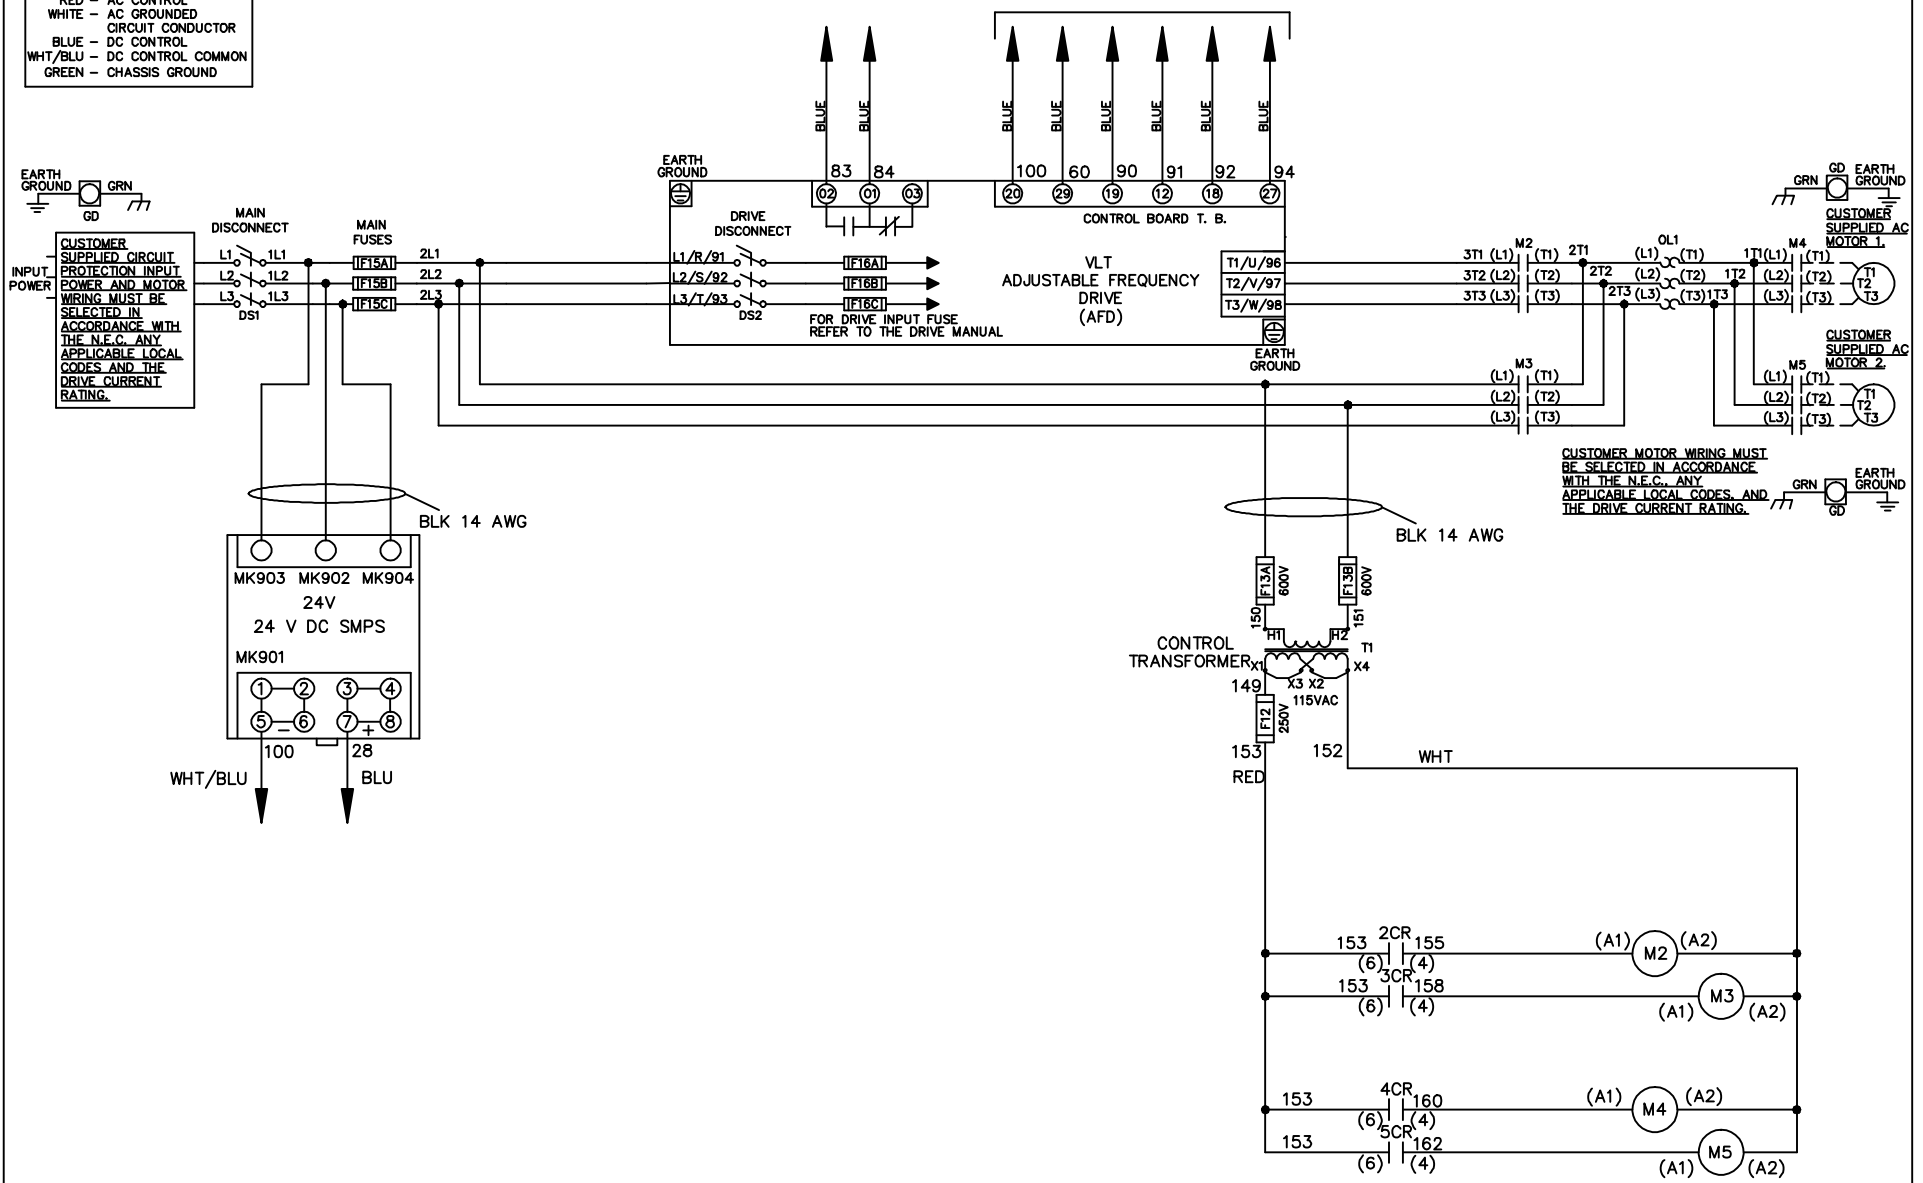 RED – AC CONTROL
WHITE – AC GROUNDED
CIRCUIT CONDUCTOR
BLUE – DC CONTROL
WHT/BLU – DC CONTROL COMMON
GREEN – CHASSIS GROUND
BLUE
BLUE
BLUE
BLUE
BLUE
BLUE
BLUE
BLUE
EARTH
GROUND
83
84
100
60
90
91
92
94
02
01
03
20
29
19
12
18
27
CONTROL BOARD T. B.
EARTH
GROUND
GRN
GD
MAIN
DISCONNECT
MAIN
FUSES
DRIVE
DISCONNECT
GRN
GD
EARTH
GROUND
CUSTOMER
SUPPLIED AC
MOTOR 1.
INPUT
POWER
CUSTOMER
SUPPLIED CIRCUIT
PROTECTION INPUT
POWER AND MOTOR
WIRING MUST BE
SELECTED IN
ACCORDANCE WITH
THE N.E.C. ANY
APPLICABLE LOCAL
CODES AND THE
DRIVE CURRENT
RATING.
L1
1L1
F15A
2L1
L2
1L2
F15B
2L2
L3
1L3
F15C
2L3
DS1
L1/R/91
F16A
L2/S/92
F16B
L3/T/93
F16C
DS2
FOR DRIVE INPUT FUSE
REFER TO THE DRIVE MANUAL
VLT
ADJUSTABLE FREQUENCY
DRIVE
(AFD)
T1/U/96
T2/V/97
T3/W/98
EARTH
GROUND
M2
3T1 (L1) (T1) 2T1
3T2 (L2) (T2) 2T2
3T3 (L3) (T3) 2T3
OL1
(L1) (T1) 1T1
(L2) (T2) 1T2
(L3) (T3) 1T3
M4
(L1) (T1)
(L2) (T2)
(L3) (T3)
T1
T2
T3
CUSTOMER
SUPPLIED AC
MOTOR 2.
M3
(L1) (T1)
(L2) (T2)
(L3) (T3)
M5
(L1) (T1)
(L2) (T2)
(L3) (T3)
T1
T2
T3
CUSTOMER MOTOR WIRING MUST
BE SELECTED IN ACCORDANCE
WITH THE N.E.C., ANY
APPLICABLE LOCAL CODES, AND
THE DRIVE CURRENT RATING.
GRN
GD
EARTH
GROUND
BLK 14 AWG
BLK 14 AWG
MK903 MK902 MK904
24V
24 V DC SMPS
MK901
1
2
3
4
5
6
7
8
–
+
100
28
WHT/BLU
BLU
F13A
600V
F13B
600V
150
151
H1
H2
T1
CONTROL
TRANSFORMER
X1
X3 X2
X4
115VAC
149
F12
250V
153
RED
152
WHT
153
2CR
155
(6)
(4)
(A1)
M2
(A2)
153
3CR
158
(6)
(4)
(A1)
M3
(A2)
153
4CR
160
(6)
(4)
(A1)
M4
(A2)
153
5CR
162
(6)
(4)
(A1)
M5
(A2)